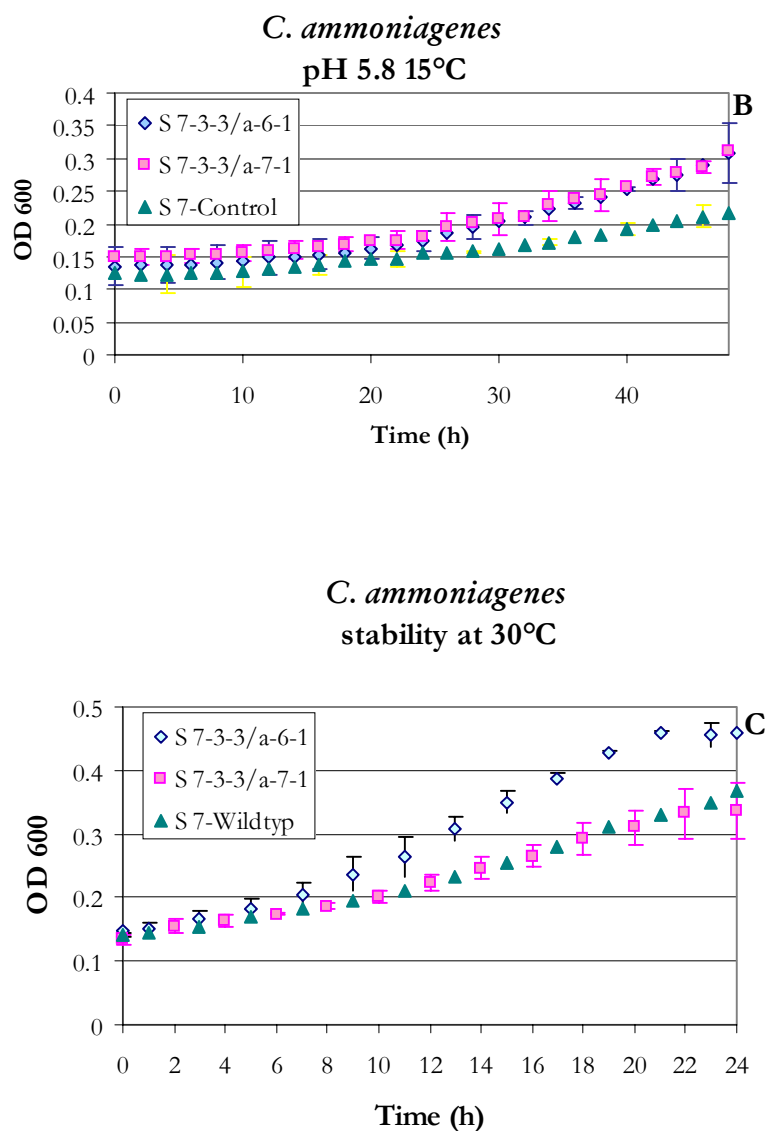 C. ammoniagenes
pH 5.8 15°C
B
0.4
0.35
0.3
0.25
0.2
0.15
0.1
0.05
0
OD 600
S 7-3-3/a-6-1
S 7-3-3/a-7-1
S 7-Control
0 10 20 30 40
Time (h)
C. ammoniagenes
stability at 30°C
C
0.5
0.4
0.3
0.2
0.1
0
OD 600
S 7-3-3/a-6-1
S 7-3-3/a-7-1
S 7-Wildtyp
0 2 4 6 8 10 12 14 16 18 20 22 24
Time (h)